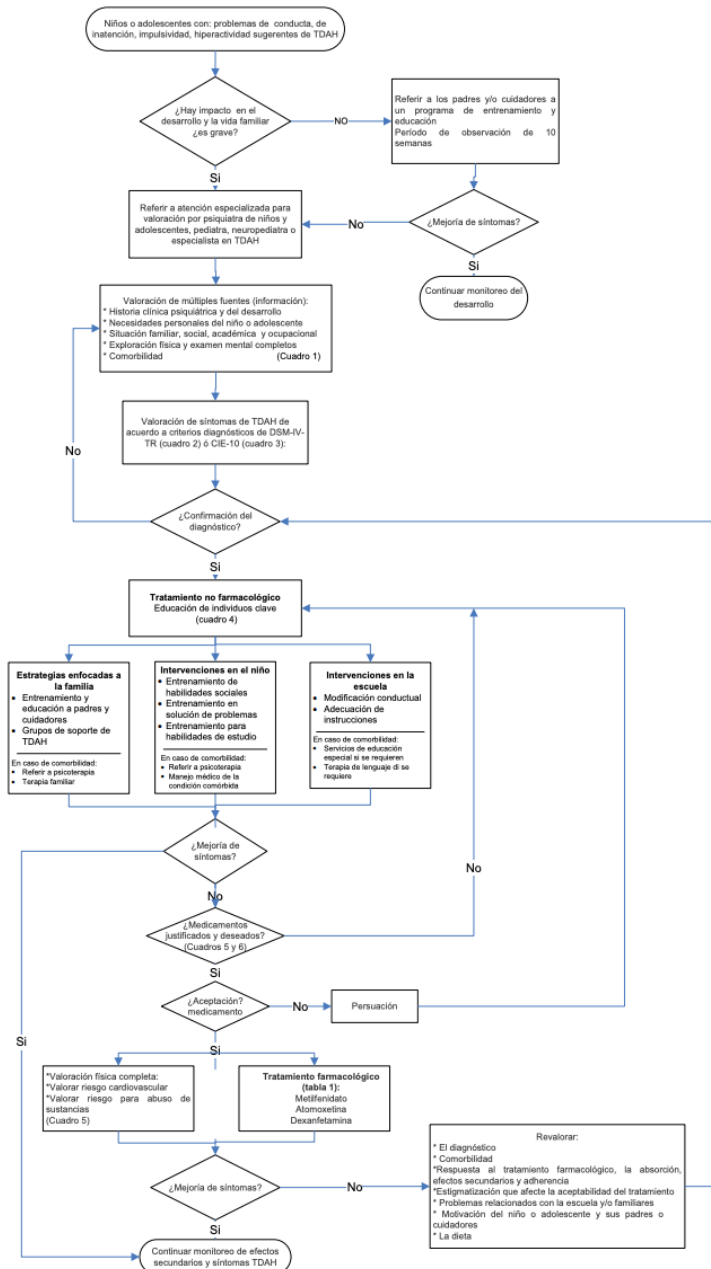 Niños o adolescentes con: problemas de conducta, de
inatención, impulsividad, hiperactividad sugerentes de TDAH
¿Hay impacto en el
desarrollo y la vida familiar
¿es grave?
NO
Referir a los padres y/o cuidadores a
un programa de entrenamiento y
educación
Período de observación de 10
semanas
Si
Referir a atención especializada para
valoración por psiquiatra de niños y
adolescentes, pediatra, neuropediatra o
especialista en TDAH
No
¿Mejoría de síntomas?
Si
Continuar monitoreo del
desarrollo
Valoración de múltiples fuentes (información):
* Historia clínica psiquiátrica y del desarrollo
* Necesidades personales del niño o adolescente
* Situación familiar, social, académica y ocupacional
* Exploración física y examen mental completos
* Comorbilidad (Cuadro 1)
Valoración de síntomas de TDAH de
acuerdo a criterios diagnósticos de DSM-IV-
TR (cuadro 2) ó CIE-10 (cuadro 3):
No
¿Confirmación del
diagnóstico?
Si
Tratamiento no farmacológico
Educación de individuos clave
(cuadro 4)
Estrategias enfocadas a
la familia
• Entrenamiento y
educación a padres y
cuidadores
• Grupos de soporte de
TDAH
En caso de comorbilidad:
• Referir a psicoterapia
• Terapia familiar
Intervenciones en el niño
• Entrenamiento de
habilidades sociales
• Entrenamiento en
solución de problemas
• Entrenamiento para
habilidades de estudio
En caso de comorbilidad:
• Referir a psicoterapia
• Manejo médico de la
condición comórbida
Intervenciones en la
escuela
• Modificación conductual
• Adecuación de
instrucciones
En caso de comorbilidad:
• Servicios de educación
especial si se requieren
• Terapia de lenguaje di se
requiere
¿Mejoría de
síntomas?
No
No
¿Medicamentos
justificados y deseados?
(Cuadros 5 y 6)
Si
¿Aceptación?
medicamento
No
Persuación
Si
Si
*Valoración física completa:
*Valorar riesgo cardiovascular
*Valorar riesgo para abuso de
sustancias
(Cuadro 5)
Tratamiento farmacológico
(tabla 1):
Metilfenidato
Atomoxetina
Dexanfetamina
¿Mejoría de síntomas?
No
Revalorar:
* El diagnóstico
* Comorbilidad
*Respuesta al tratamiento farmacológico, la absorción,
efectos secundarios y adherencia
*Estigmatización que afecte la aceptabilidad del tratamiento
* Problemas relacionados con la escuela y/o familiares
* Motivación del niño o adolescente y sus padres o
cuidadores
* La dieta
Si
Continuar monitoreo de efectos
secundarios y síntomas TDAH